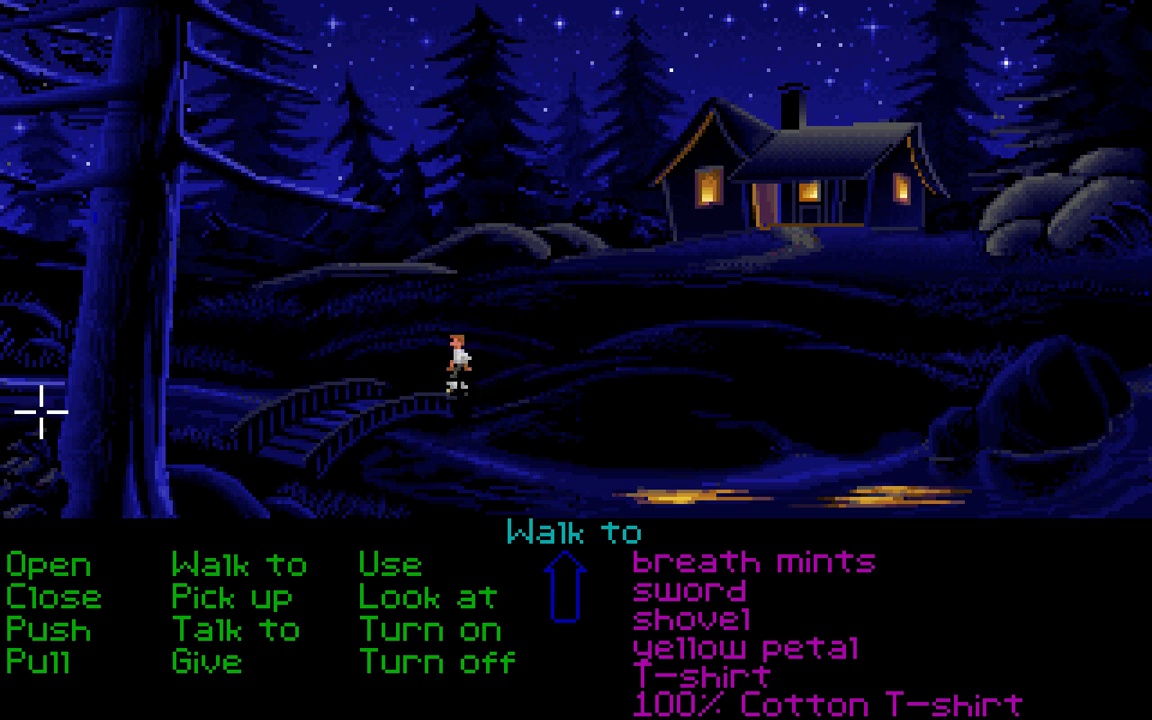 Walk to
Open Walk to Use
Close Pick up Look at
Push Talk to Turn on
Pull Give Turn off
breath mints
sword
shovel
yellow petal
T-shirt
100% Cotton T-shirt